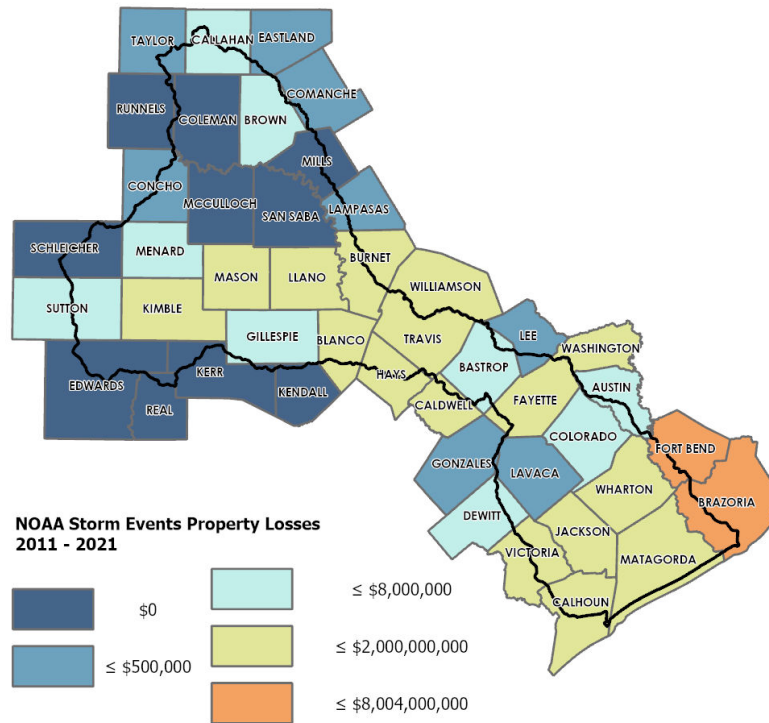 TAYLOR
CALLAHAN
EASTLAND
COMANCHE
RUNNELS
COLEMAN
BROWN
MILLS
CONCHO
MCCULLOCH
SAN SABA
LAMPASAS
SCHLEICHER
MENARD
MASON
LLANO
BURNET
WILLIAMSON
SUTTON
KIMBLE
GILLESPIE
BLANCO
TRAVIS
LEE
WASHINGTON
EDWARDS
REAL
KERR
KENDALL
HAYS
CALDWELL
BASTROP
FAYETTE
AUSTIN
COLORADO
FORT BEND
BRAZORIA
GONZALES
LAVACA
WHARTON
DEWITT
JACKSON
MATAGORDA
VICTORIA
CALHOUN
NOAA Storm Events Property Losses
2011 - 2021
$0
≤ $500,000
≤ $8,000,000
≤ $2,000,000,000
≤ $8,004,000,000